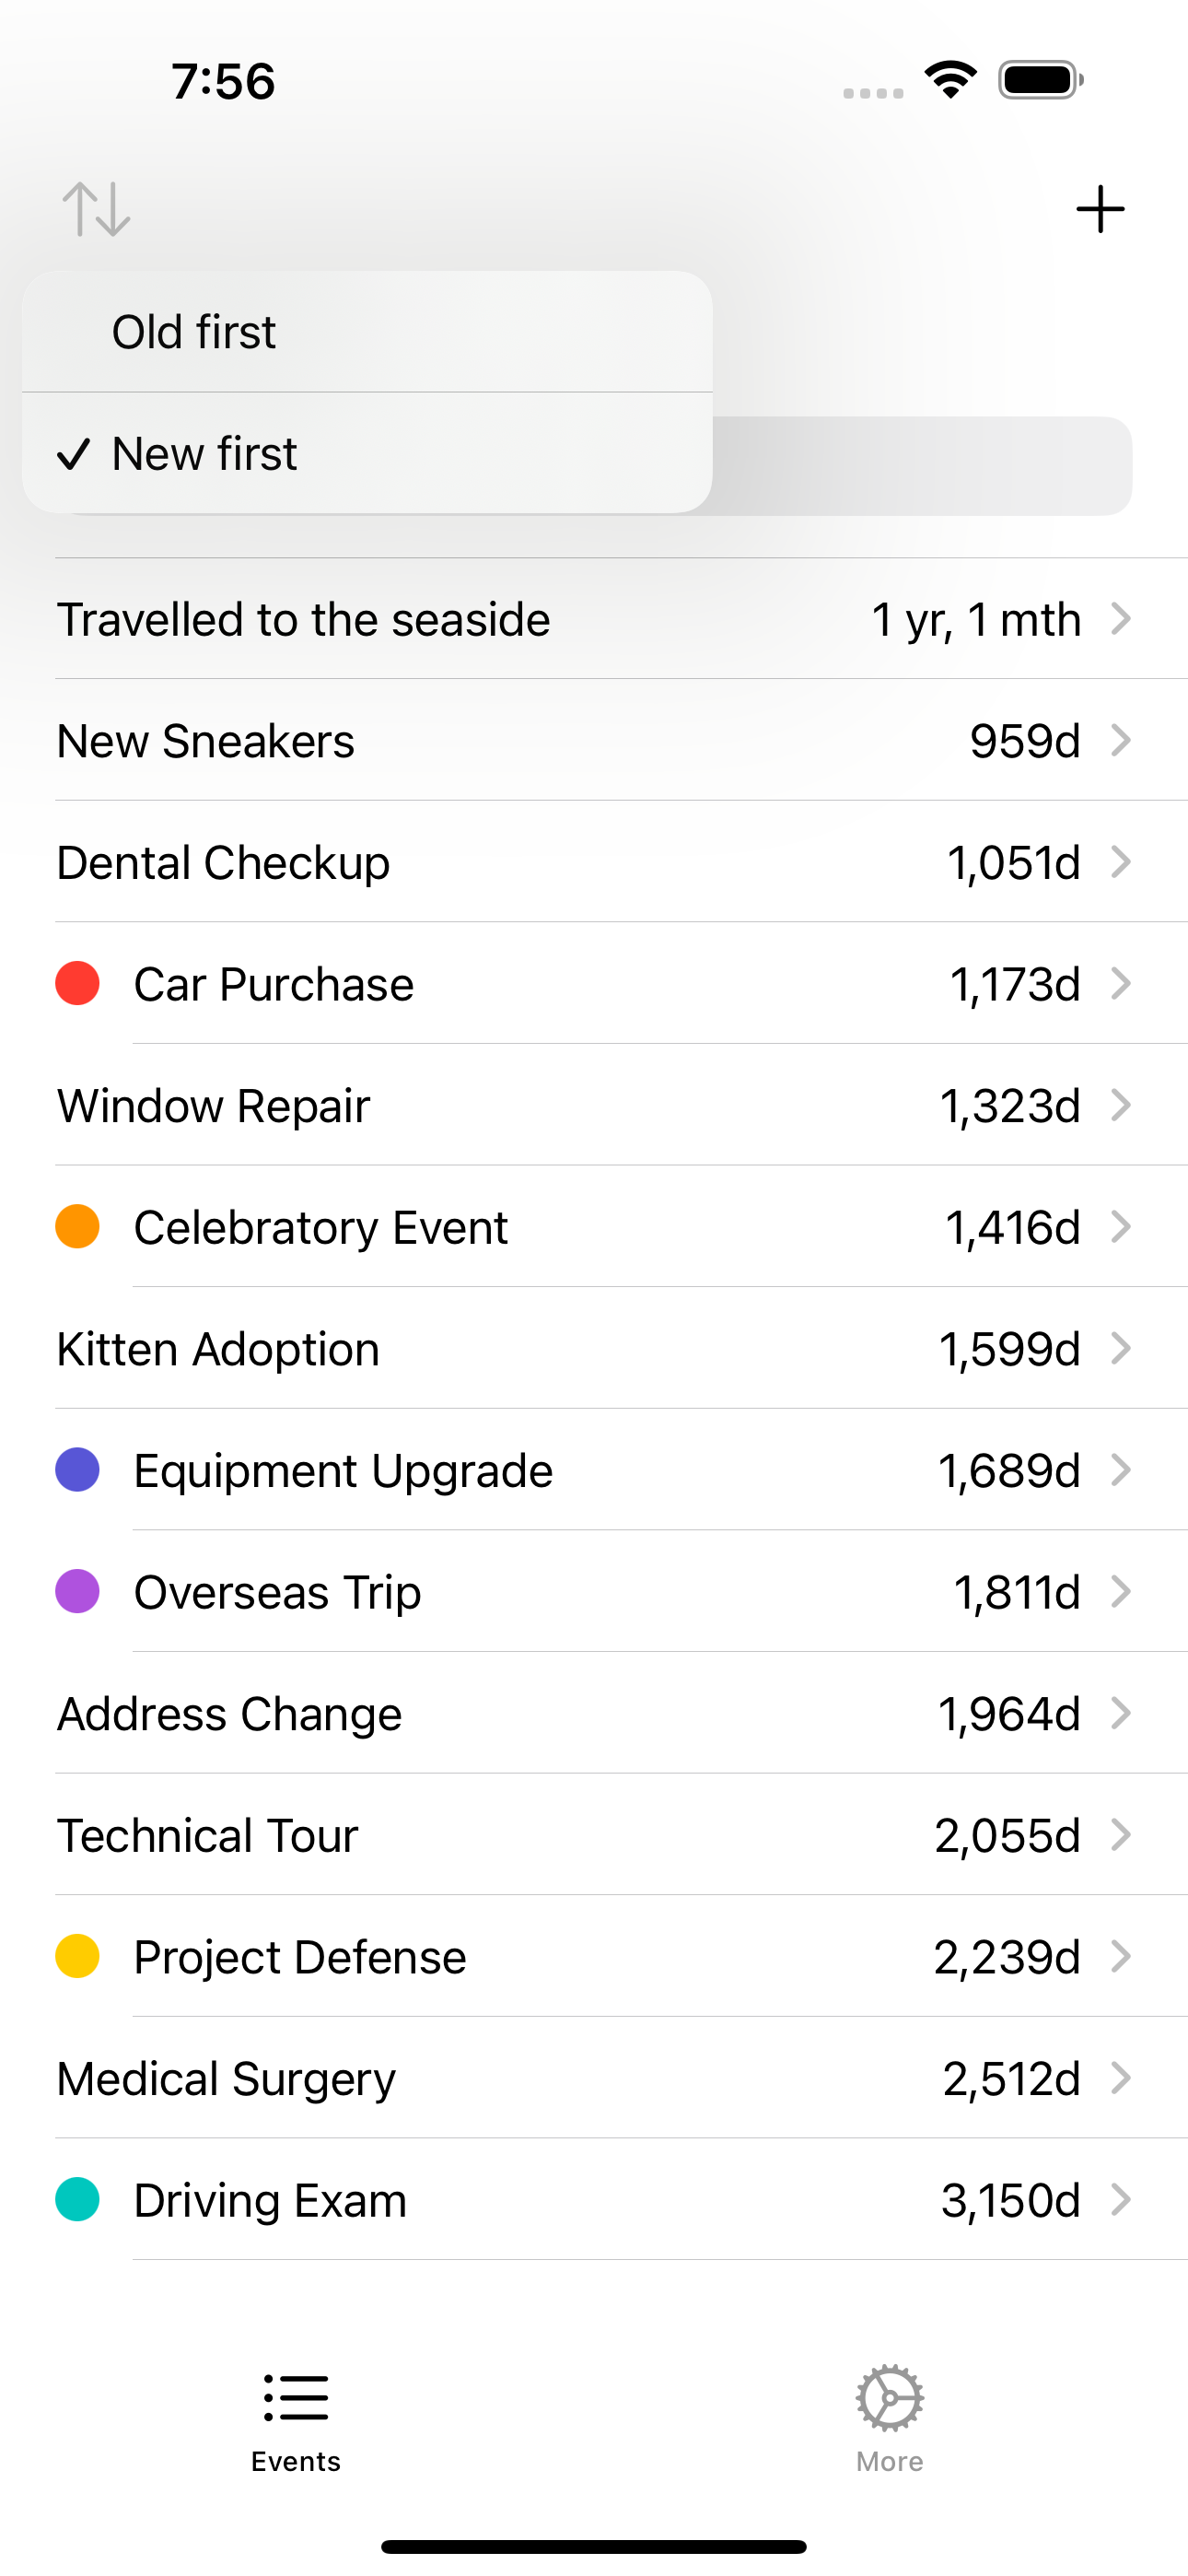 7:56
Old first
New first
Travelled to the seaside 1 yr, 1 mth
New Sneakers 959d
Dental Checkup 1,051d
Car Purchase 1,173d
Window Repair 1,323d
Celebratory Event 1,416d
Kitten Adoption 1,599d
Equipment Upgrade 1,689d
Overseas Trip 1,811d
Address Change 1,964d
Technical Tour 2,055d
Project Defense 2,239d
Medical Surgery 2,512d
Driving Exam 3,150d
Events More